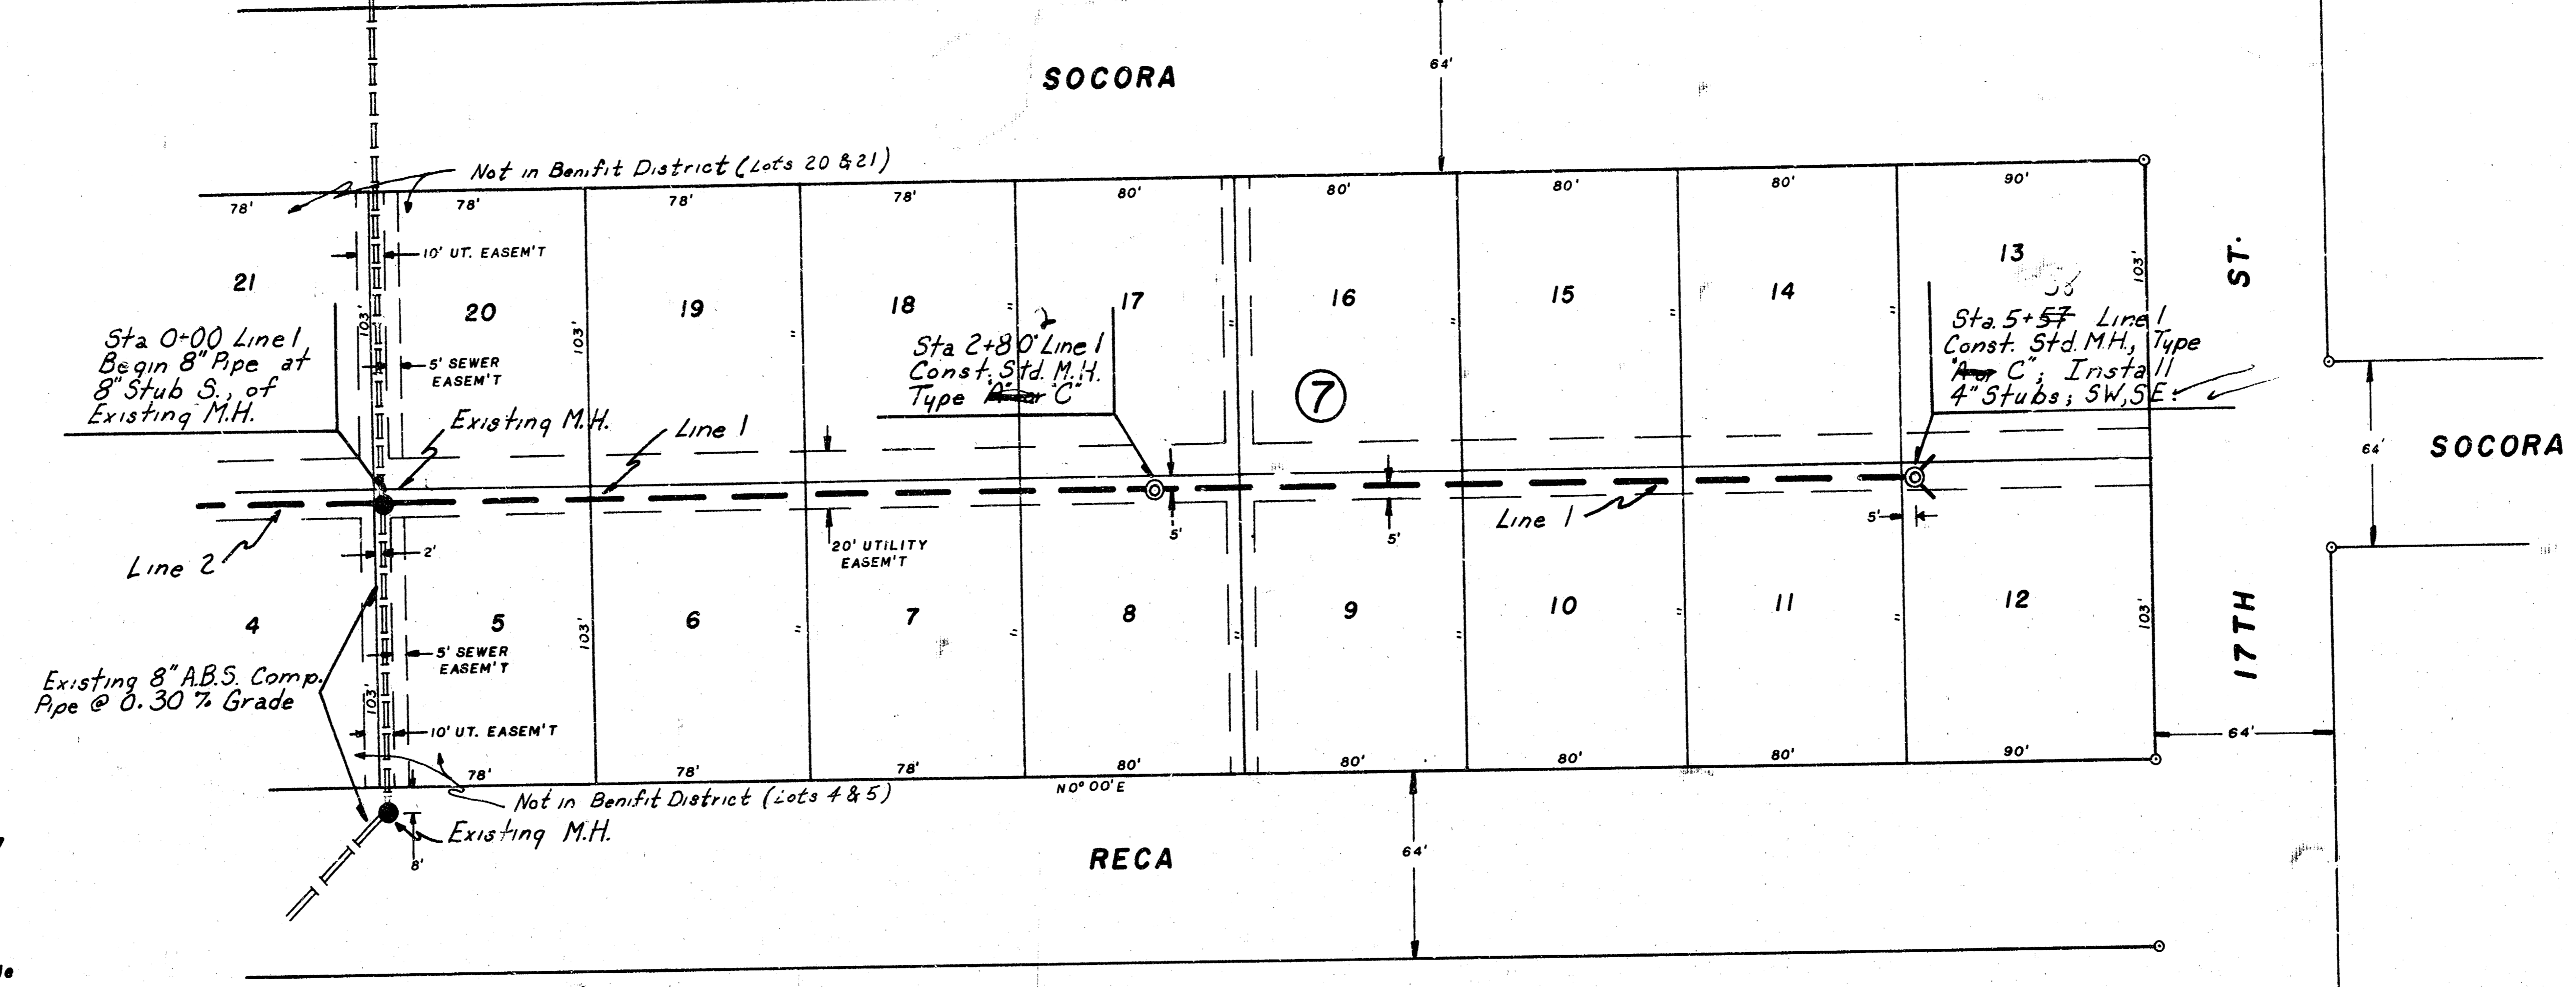 SOCORA
64'
Not in Benifit District (Lots 20 & 21)
78'
78'
78'
78'
80'
80'
80'
80'
90'
10' UT. EASEM'T
21
20
19
18
17
16
15
14
13
103'
103'
"
"
"
"
"
"
103'
ST.
Sta 0+00 Line 1
Begin 8" Pipe at
8" Stub S., of
Existing M.H.
5' SEWER
EASEM'T
2
Sta 2+80 Line 1
Const. Std. M.H.
Type "A" or "C"
7
56
Sta. 5+57 Line 1
Const. Std. M.H., Type
"A" or C"; Install
4" Stubs; SW, SE.
Existing M.H.
Line 1
64'
SOCORA
Line 2
2'
20' UTILITY
EASEM'T
5'
5'
Line 1
5'
4
5
6
7
8
9
10
11
12
103'
"
"
"
"
"
"
103'
17TH
5' SEWER
EASEM'T
Existing 8" A.B.S. Comp.
Pipe @ 0.30 % Grade
103'
10' UT. EASEM'T
64'
78'
78'
78'
80'
80'
80'
80'
90'
N 0° 00' E
Not in Benifit District (Lots 4 & 5)
Existing M.H.
8'
RECA
64'